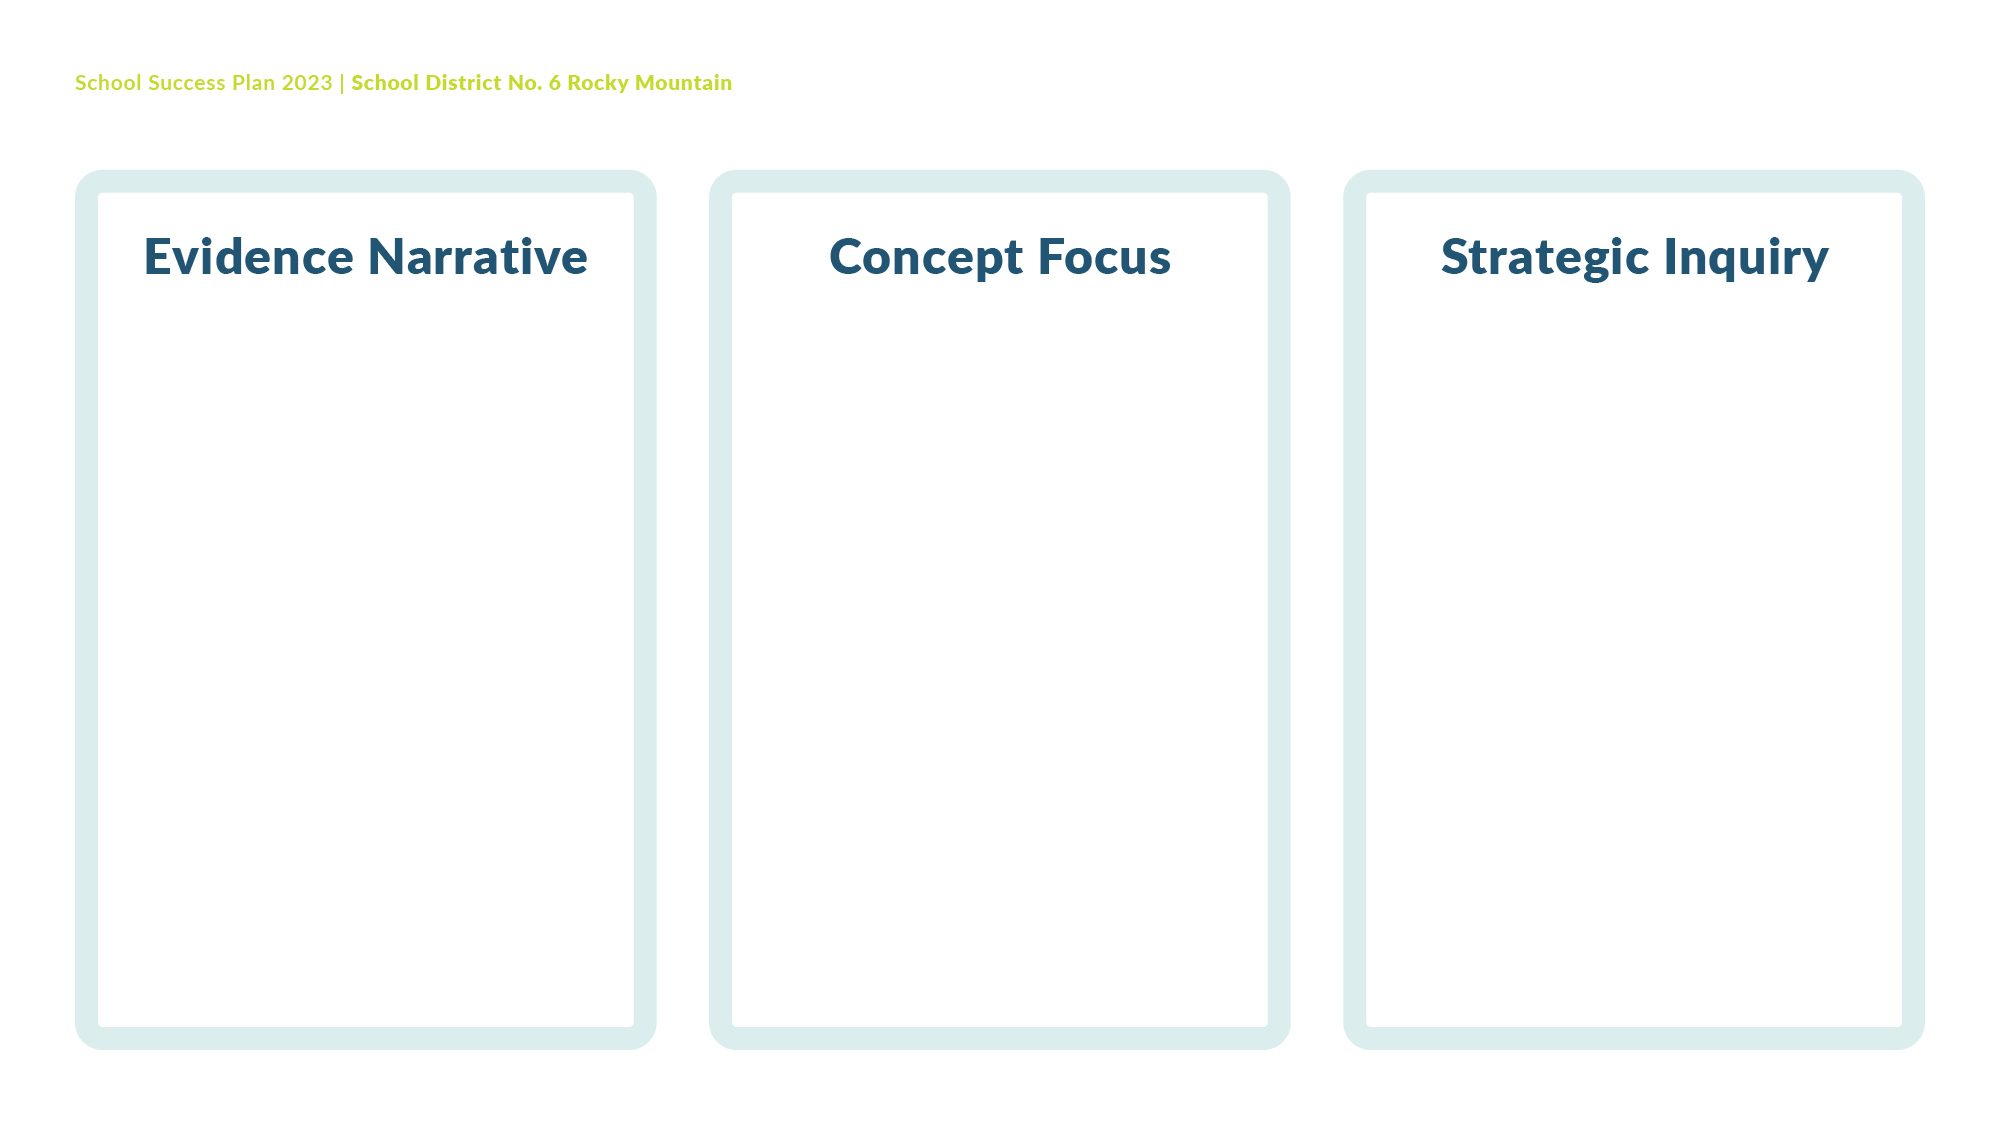 School Success Plan 2023 | School District No. 6 Rocky Mountain
Evidence Narrative
Concept Focus
Strategic Inquiry